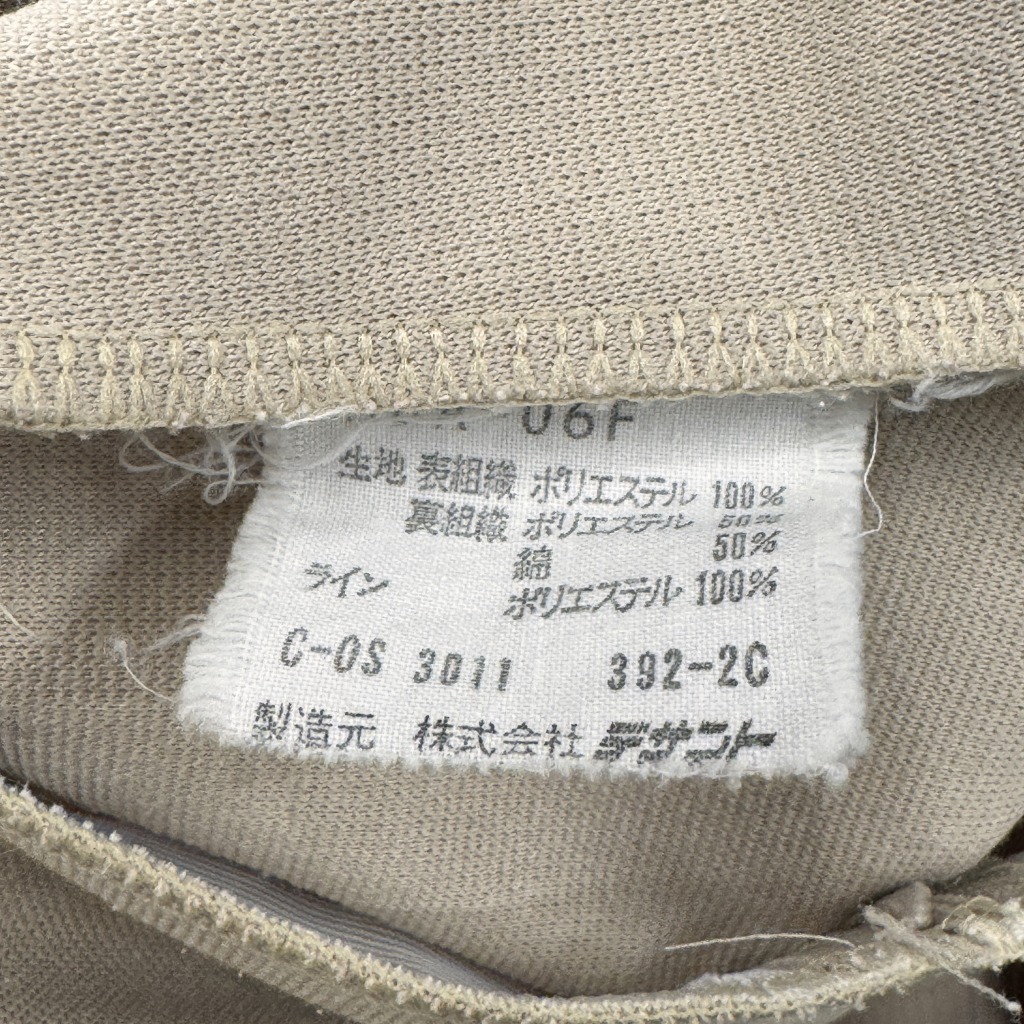 06F
生地 表組織 ポリエステル 100%
裏組織 ポリエステル 50%
綿 50%
ライン ポリエステル 100%
C-OS 3011 392-2C
製造元 株式会社 デサント